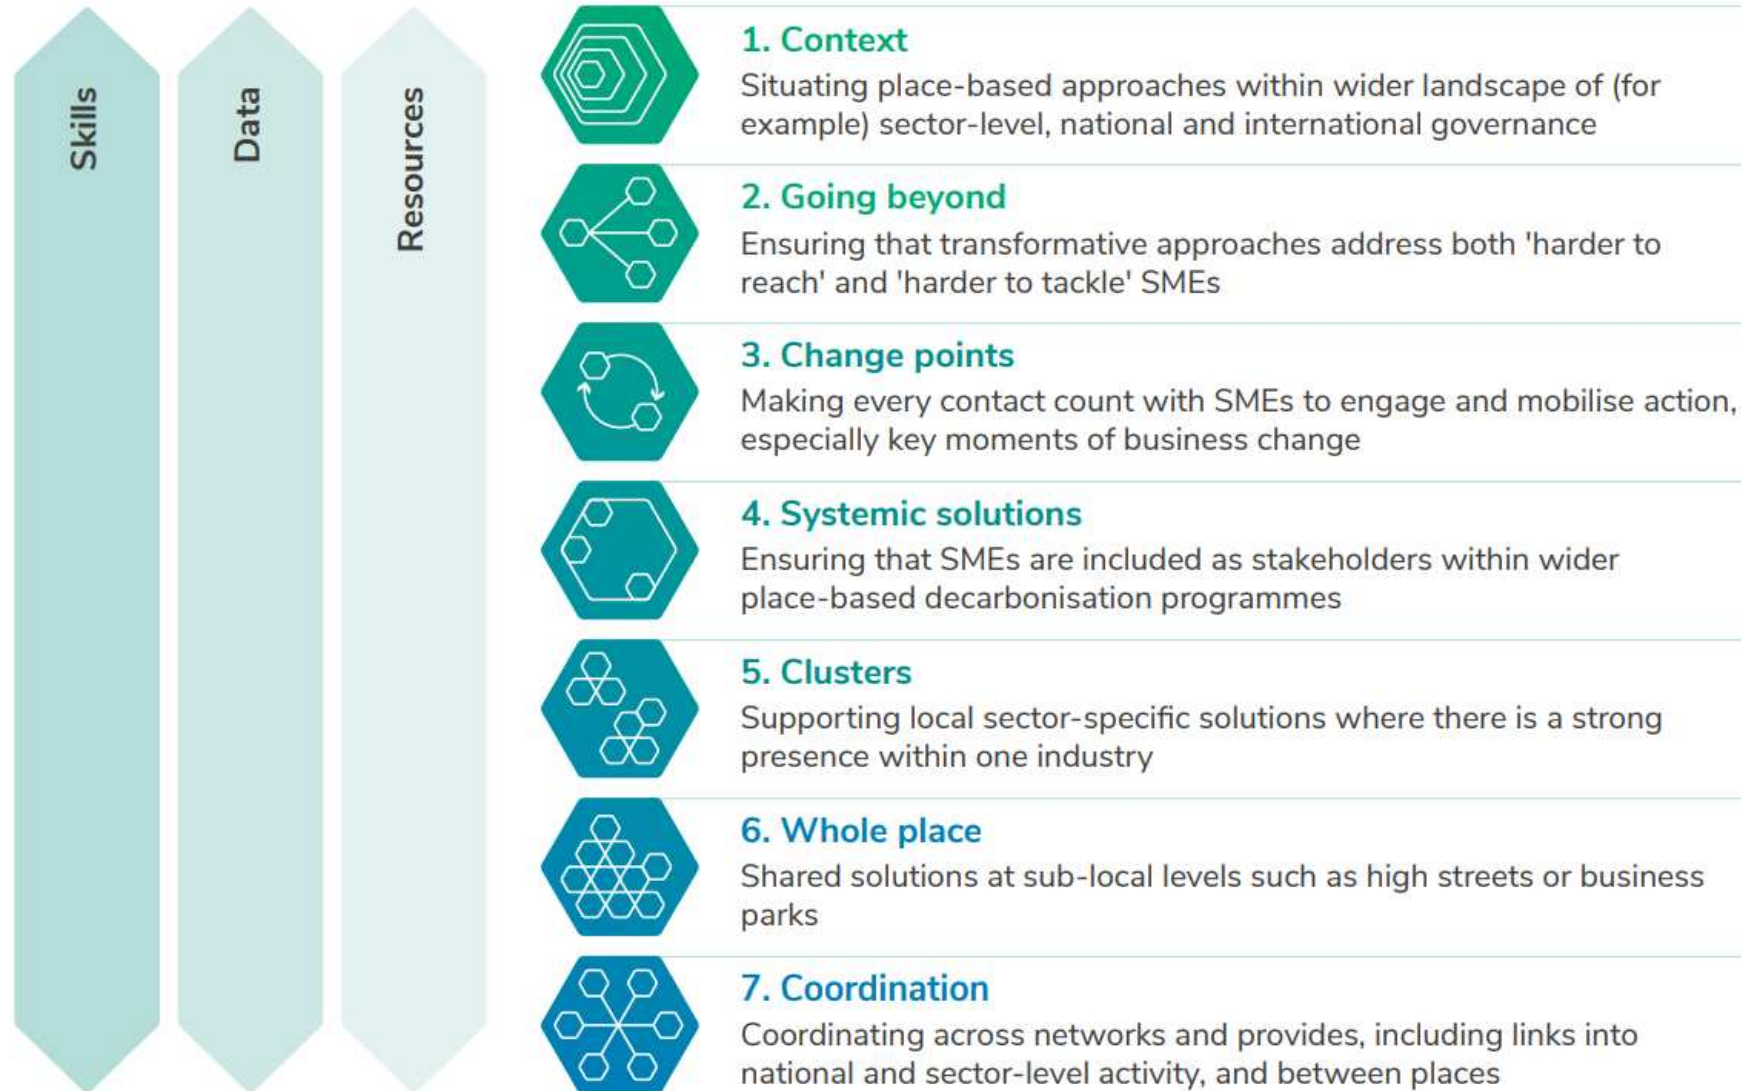 Skills
Data
Resources
1. Context
Situating place-based approaches within wider landscape of (for
example) sector-level, national and international governance
2. Going beyond
Ensuring that transformative approaches address both 'harder to
reach' and 'harder to tackle' SMEs
3. Change points
Making every contact count with SMEs to engage and mobilise action,
especially key moments of business change
4. Systemic solutions
Ensuring that SMEs are included as stakeholders within wider
place-based decarbonisation programmes
5. Clusters
Supporting local sector-specific solutions where there is a strong
presence within one industry
6. Whole place
Shared solutions at sub-local levels such as high streets or business
parks
7. Coordination
Coordinating across networks and provides, including links into
national and sector-level activity, and between places